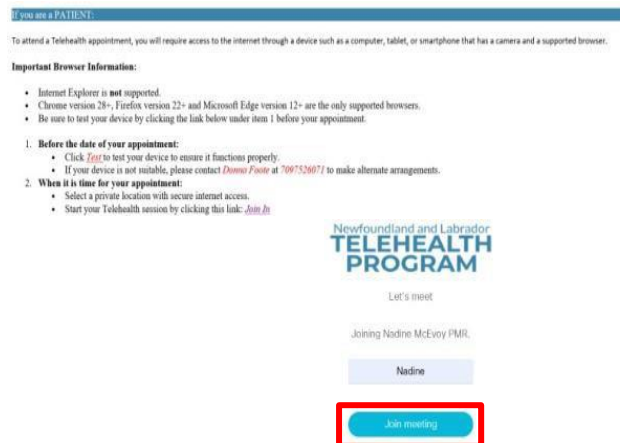 If you are a PATIENT:
To attend a Telehealth appointment, you will require access to the internet through a device such as a computer, tablet, or smartphone that has a camera and a supported browser.
Important Browser Information:
• Internet Explorer is not supported.
• Chrome version 28+, Firefox version 22+ and Microsoft Edge version 12+ are the only supported browsers.
• Be sure to test your device by clicking the link below under item 1 before your appointment.
1. Before the date of your appointment:
• Click Test to test your device to ensure it functions properly.
• If your device is not suitable, please contact Donna Foote at 7097526071 to make alternate arrangements.
2. When it is time for your appointment:
• Select a private location with secure internet access.
• Start your Telehealth session by clicking this link: Join In
Newfoundland and Labrador
TELEHEALTH
PROGRAM
Let's meet
Joining Nadine McEvoy PMR.
Nadine
Join meeting